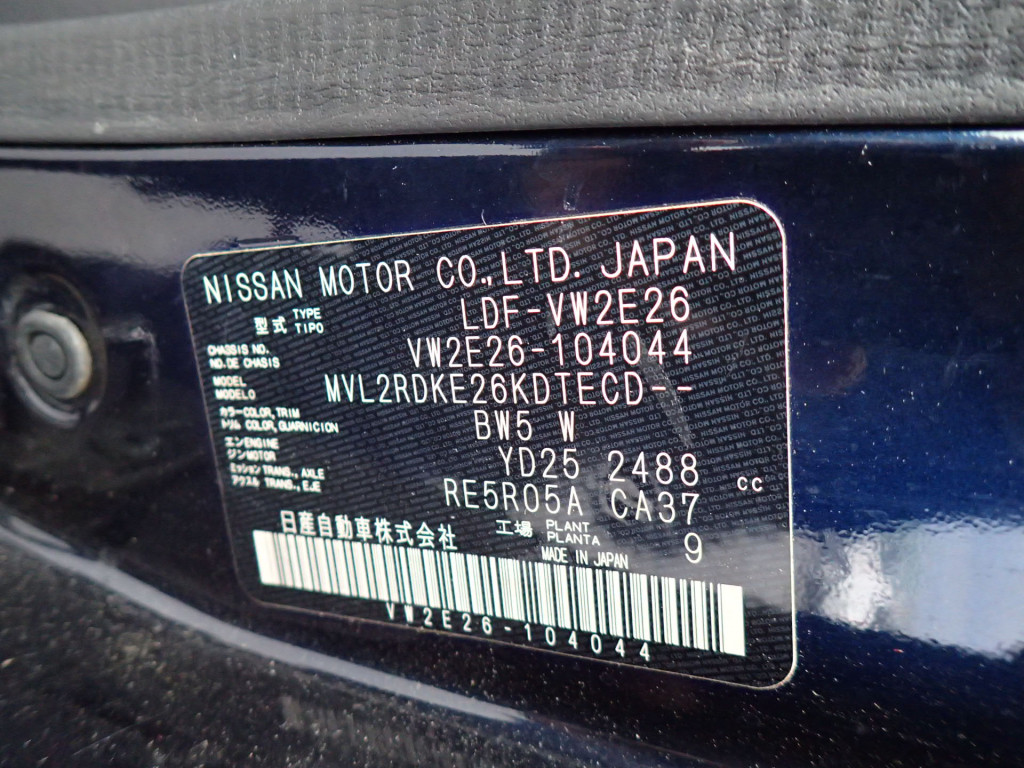 NISSAN MOTOR CO.,LTD. JAPAN
型式 TYPE TIPO LDF-VW2E26
CHASSIS NO. NO.DE CHASIS VW2E26-104044
MODEL MODELO MVL2RDKE26KDTECD--
カラー COLOR,TRIM トリム COLOR,GUARNICION BW5 W
エンジン ENGINE MOTOR YD25 2488 cc
ミッション TRANS., AXLE アクスル TRANS., EJE RE5R05A CA37
日産自動車株式会社 工場 PLANT PLANTA 9
MADE IN JAPAN
VW2E26-104044